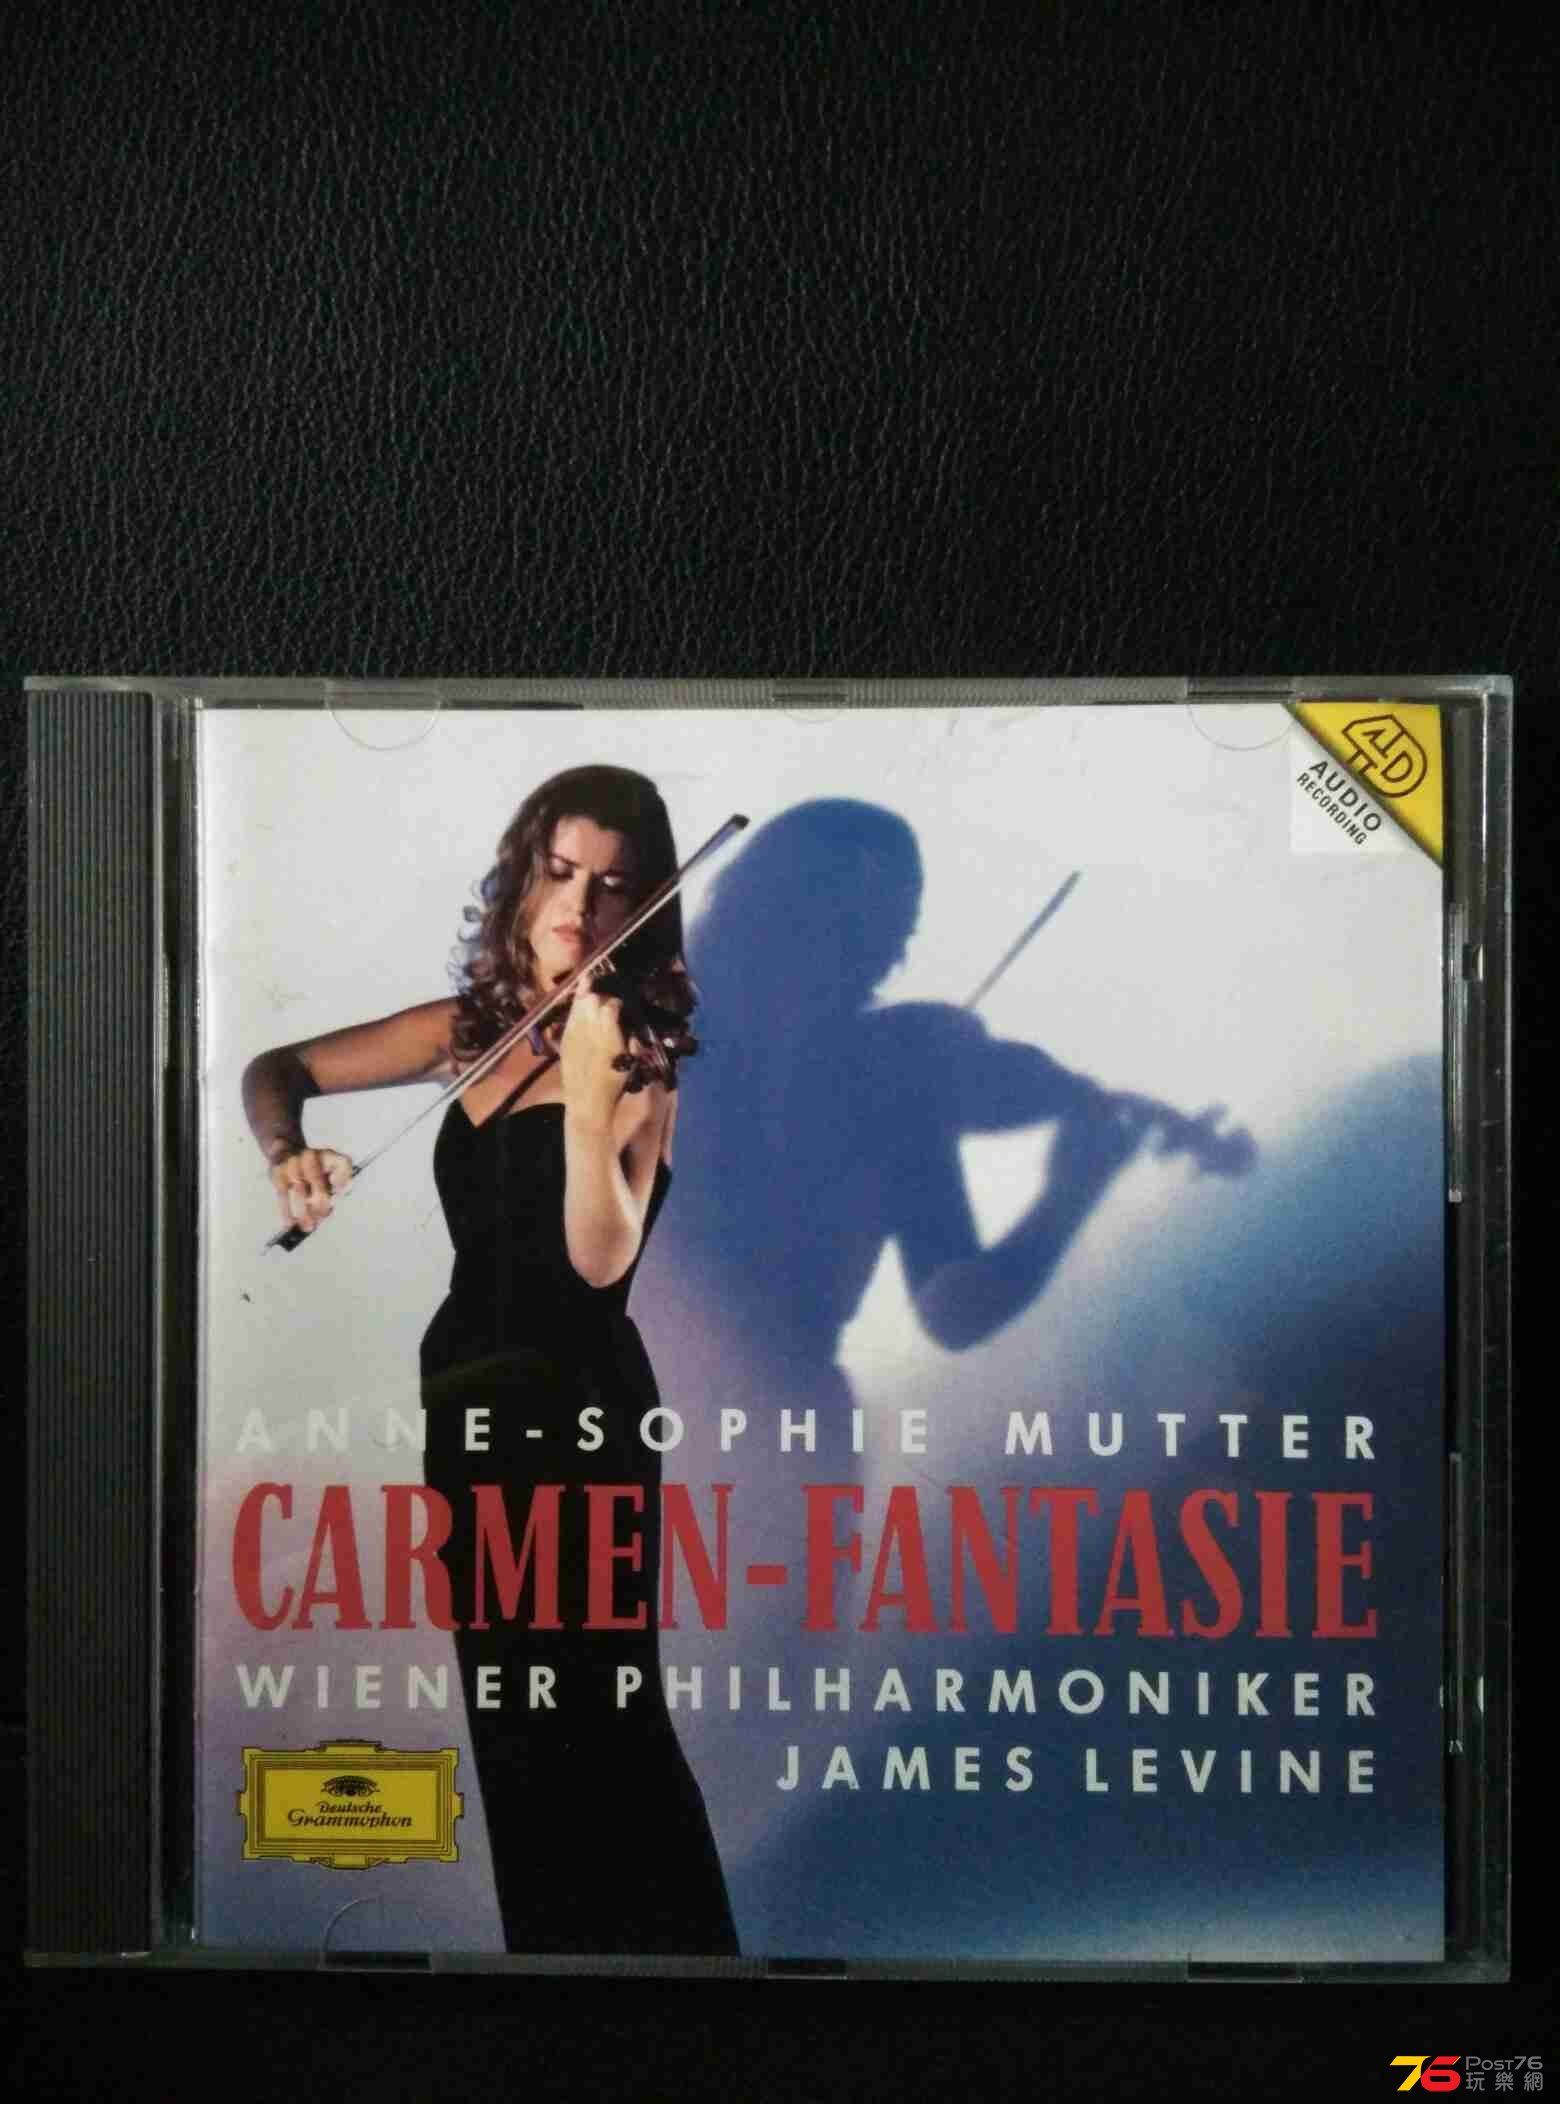 4D
AUDIO
RECORDING
ANNE-SOPHIE MUTTER
CARMEN-FANTASIE
WIENER PHILHARMONIKER
JAMES LEVINE
Deutsche
Grammophon
76 POST76
玩樂網